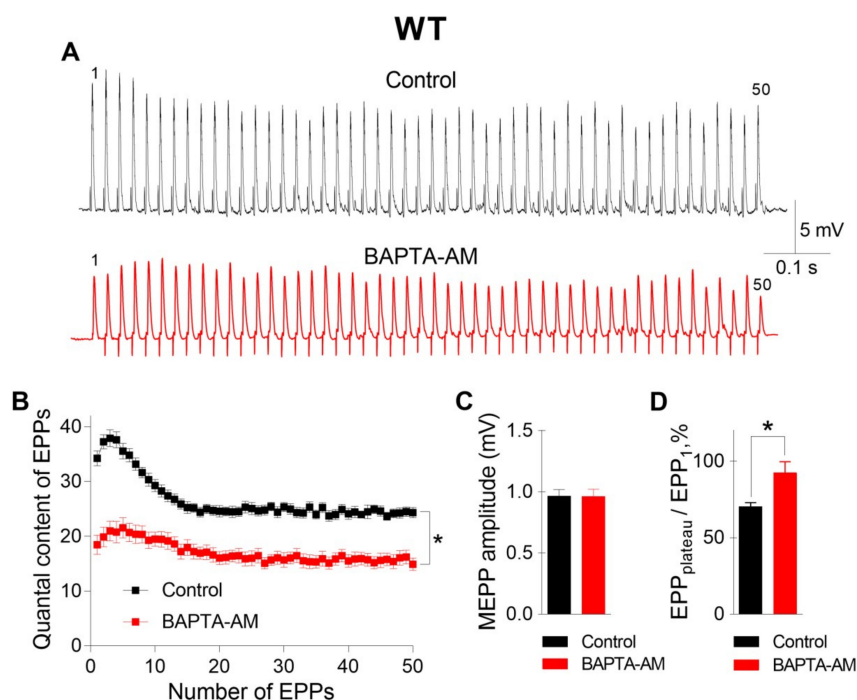 WT
A
Control
1
50
5 mV
0.1 s
BAPTA-AM
1
50
B
Quantal content of EPPs
40
30
20
10
0
*
Control
BAPTA-AM
0 10 20 30 40 50
Number of EPPs
C
MEPP amplitude (mV)
1.5
1.0
0.5
0.0
Control
BAPTA-AM
D
EPPplateau / EPP1,%
*
100
50
0
Control
BAPTA-AM